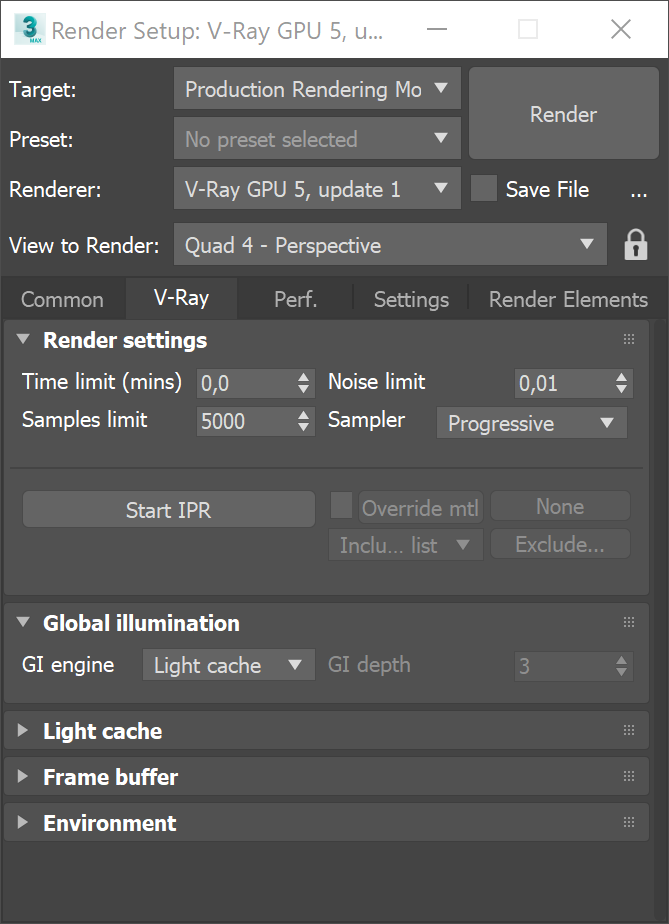 3 MAX Render Setup: V-Ray GPU 5, u...
Target: Production Rendering Mo Render
Preset: No preset selected
Renderer: V-Ray GPU 5, update 1 Save File ...
View to Render: Quad 4 - Perspective
Common V-Ray Perf. Settings Render Elements
Render settings
Time limit (mins) 0,0 Noise limit 0,01
Samples limit 5000 Sampler Progressive
Start IPR Override mtl None
Inclu... list Exclude...
Global illumination
GI engine Light cache GI depth 3
Light cache
Frame buffer
Environment